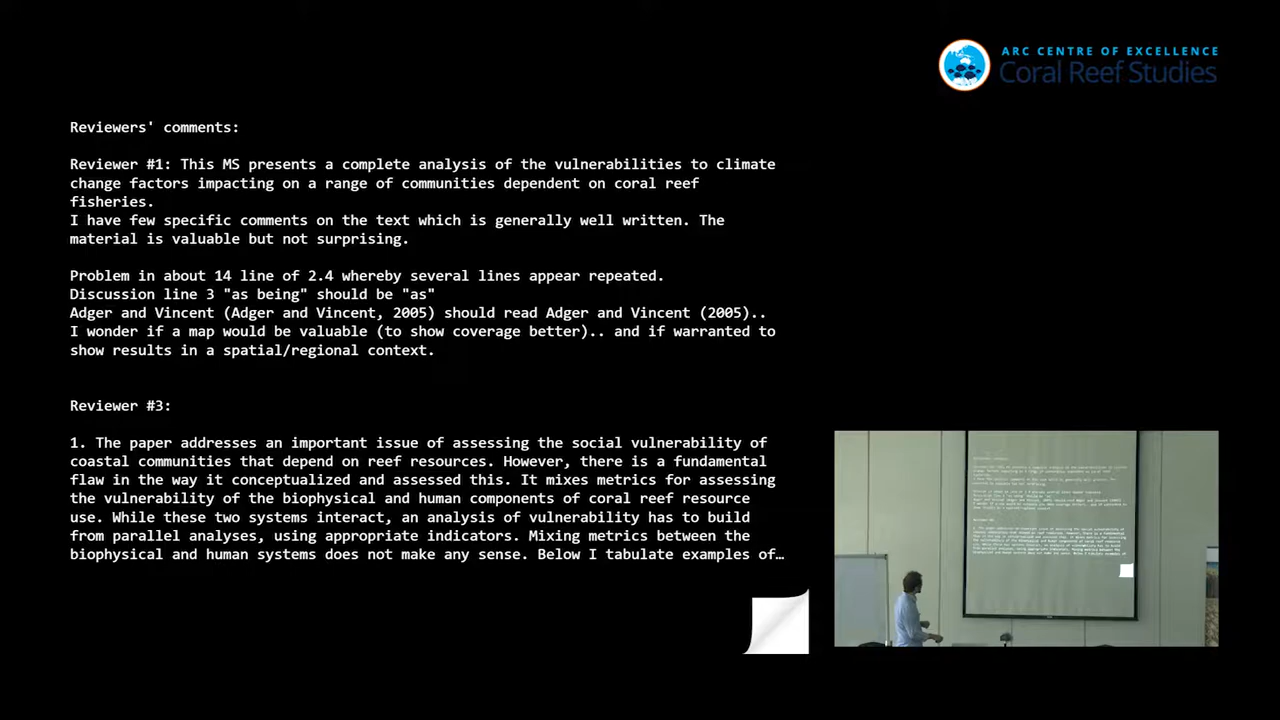 ARC CENTRE OF EXCELLENCE
Coral Reef Studies
Reviewers' comments:
Reviewer #1: This MS presents a complete analysis of the vulnerabilities to climate
change factors impacting on a range of communities dependent on coral reef
fisheries.
I have few specific comments on the text which is generally well written. The
material is valuable but not surprising.
Problem in about 14 line of 2.4 whereby several lines appear repeated.
Discussion line 3 "as being" should be "as"
Adger and Vincent (Adger and Vincent, 2005) should read Adger and Vincent (2005)..
I wonder if a map would be valuable (to show coverage better).. and if warranted to
show results in a spatial/regional context.
Reviewer #3:
1. The paper addresses an important issue of assessing the social vulnerability of
coastal communities that depend on reef resources. However, there is a fundamental
flaw in the way it conceptualized and assessed this. It mixes metrics for assessing
the vulnerability of the biophysical and human components of coral reef resource
use. While these two systems interact, an analysis of vulnerability has to build
from parallel analyses, using appropriate indicators. Mixing metrics between the
biophysical and human systems does not make any sense. Below I tabulate examples of…